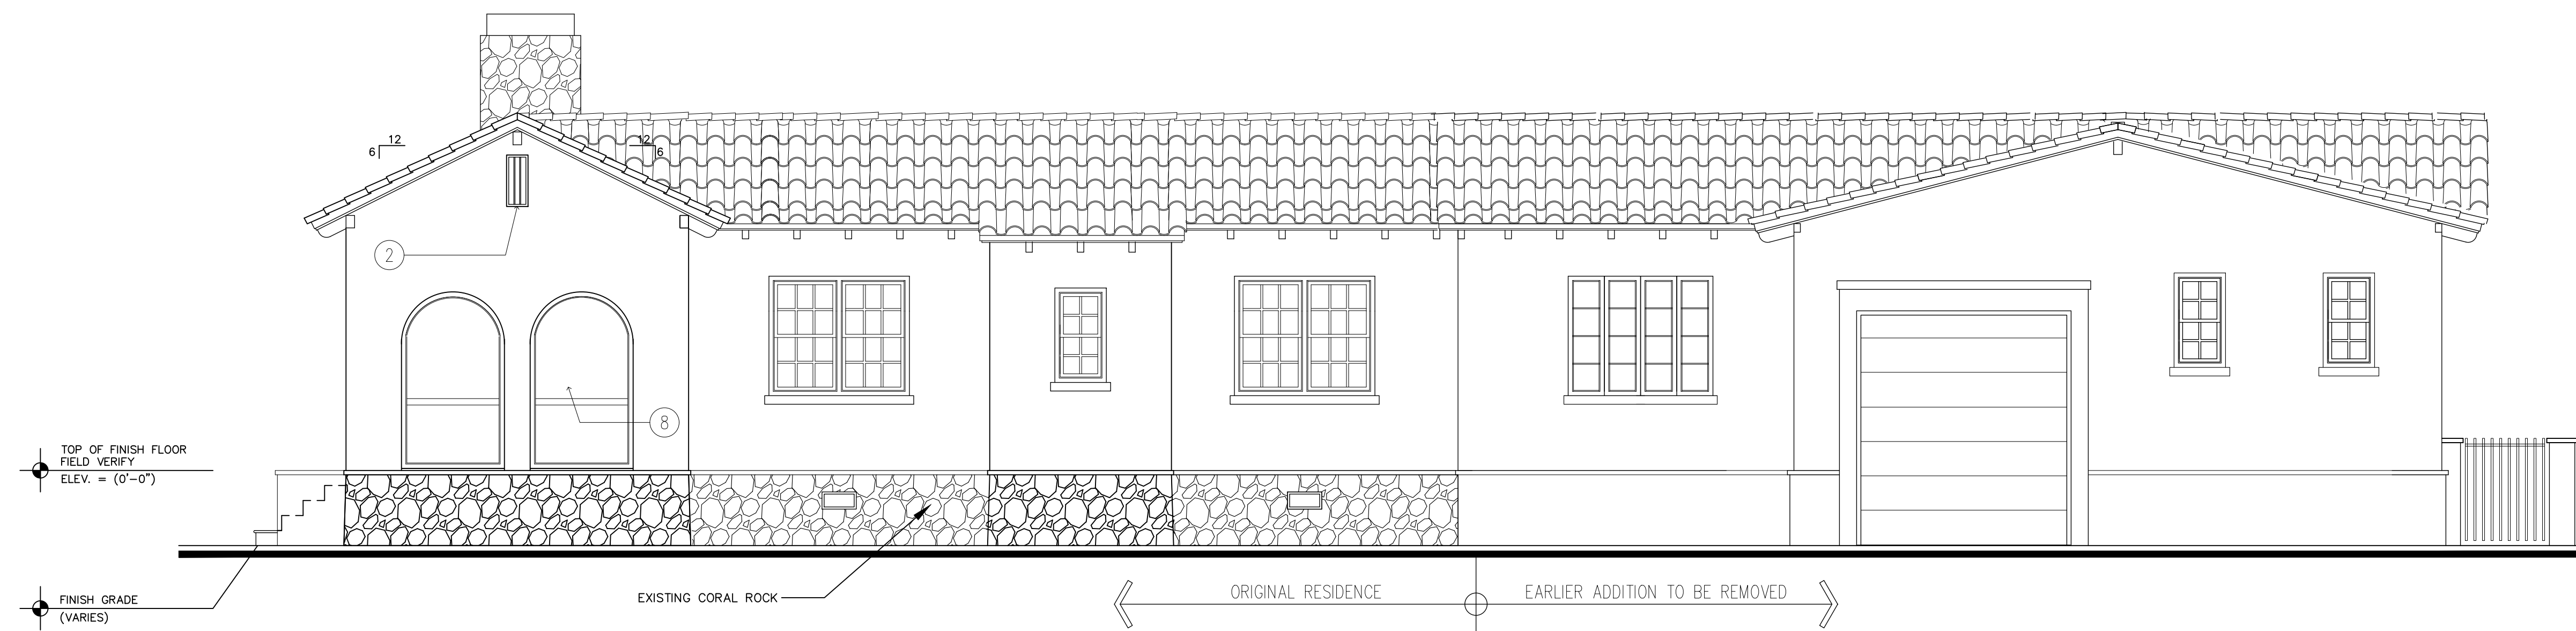 12
6
12
6
2
8
TOP OF FINISH FLOOR
FIELD VERIFY
ELEV. = (0'-0")
FINISH GRADE
(VARIES)
EXISTING CORAL ROCK
ORIGINAL RESIDENCE
EARLIER ADDITION TO BE REMOVED